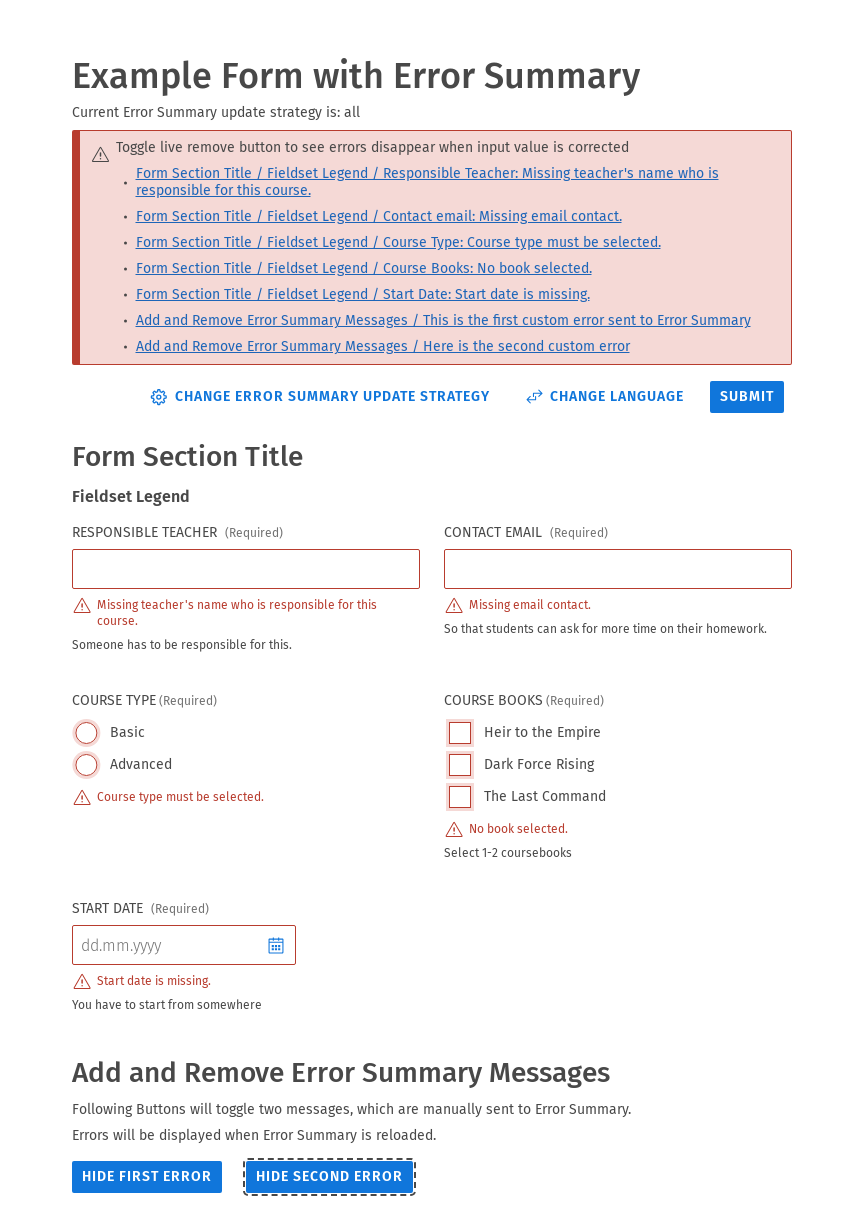 Example Form with Error Summary
Current Error Summary update strategy is: all
Toggle live remove button to see errors disappear when input value is corrected
Form Section Title / Fieldset Legend / Responsible Teacher: Missing teacher's name who is
responsible for this course.
Form Section Title / Fieldset Legend / Contact email: Missing email contact.
Form Section Title / Fieldset Legend / Course Type: Course type must be selected.
Form Section Title / Fieldset Legend / Course Books: No book selected.
Form Section Title / Fieldset Legend / Start Date: Start date is missing.
Add and Remove Error Summary Messages / This is the first custom error sent to Error Summary
Add and Remove Error Summary Messages / Here is the second custom error
CHANGE ERROR SUMMARY UPDATE STRATEGY CHANGE LANGUAGE SUBMIT
Form Section Title
Fieldset Legend
RESPONSIBLE TEACHER (Required)
Missing teacher's name who is responsible for this
course.
Someone has to be responsible for this.
CONTACT EMAIL (Required)
Missing email contact.
So that students can ask for more time on their homework.
COURSE TYPE (Required)
Basic
Advanced
Course type must be selected.
COURSE BOOKS (Required)
Heir to the Empire
Dark Force Rising
The Last Command
No book selected.
Select 1-2 coursebooks
START DATE (Required)
dd.mm.yyyy
Start date is missing.
You have to start from somewhere
Add and Remove Error Summary Messages
Following Buttons will toggle two messages, which are manually sent to Error Summary.
Errors will be displayed when Error Summary is reloaded.
HIDE FIRST ERROR HIDE SECOND ERROR